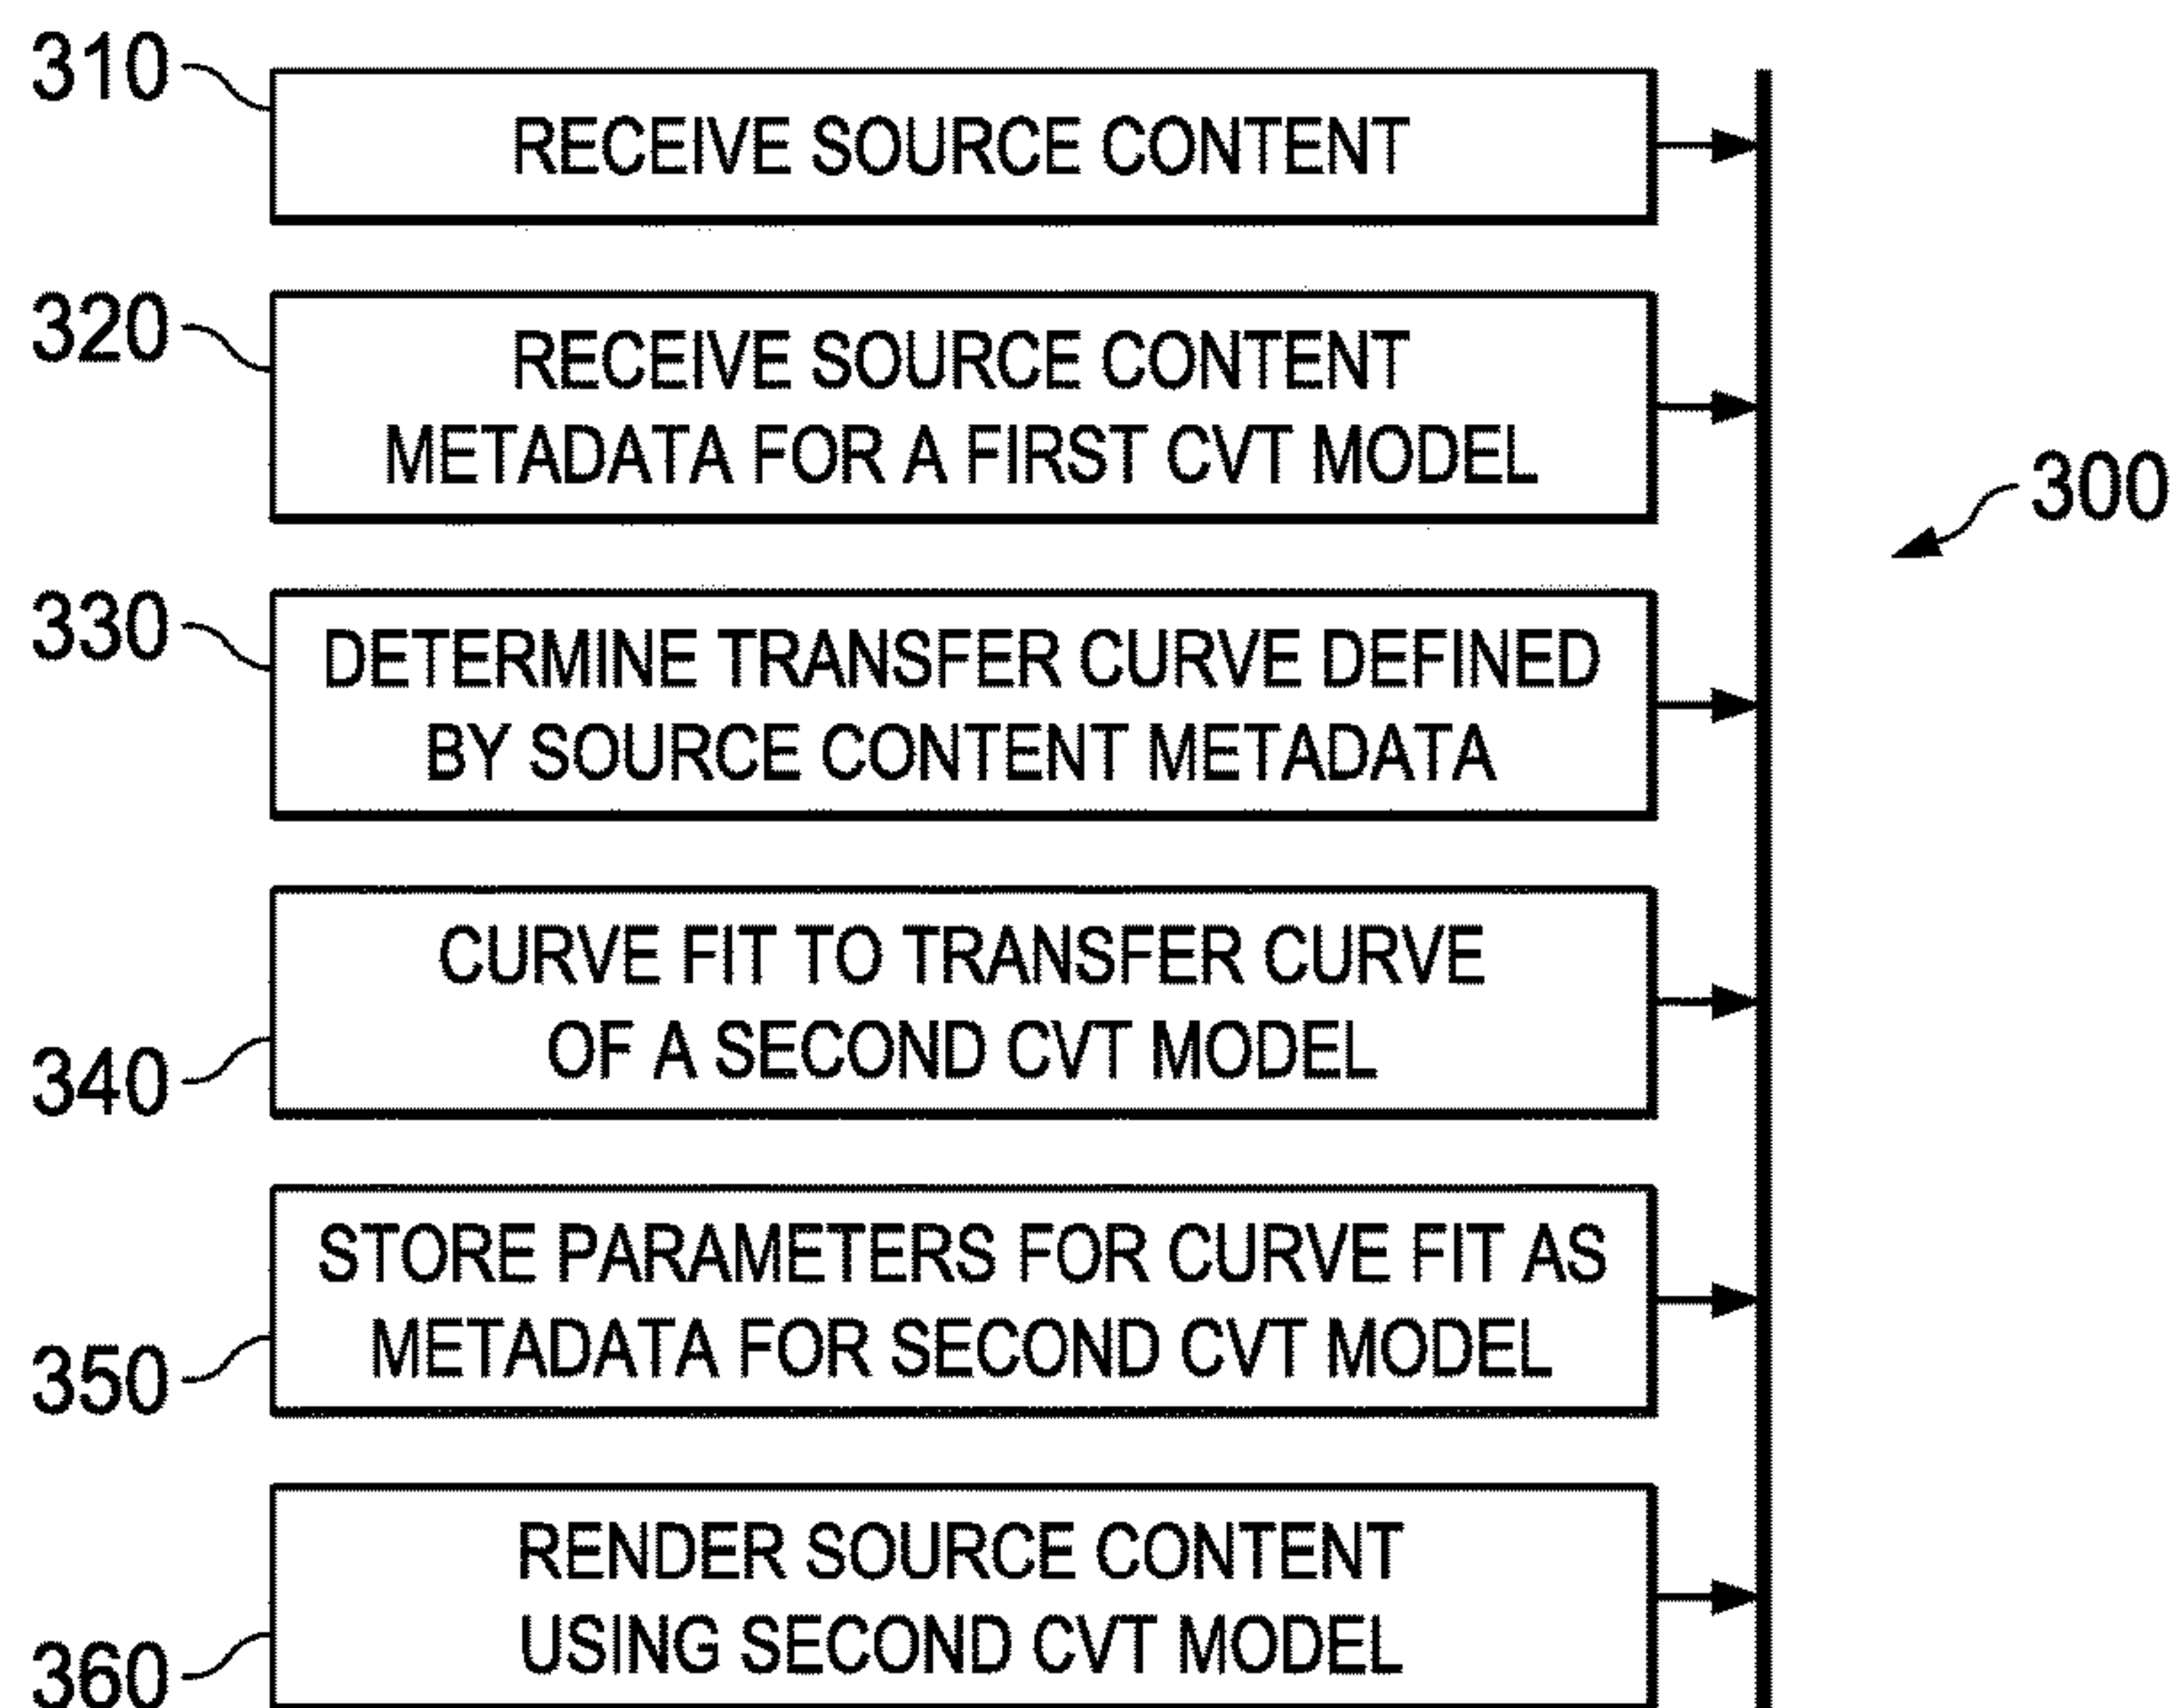 310
RECEIVE SOURCE CONTENT
320
RECEIVE SOURCE CONTENT
METADATA FOR A FIRST CVT MODEL
300
330
DETERMINE TRANSFER CURVE DEFINED
BY SOURCE CONTENT METADATA
340
CURVE FIT TO TRANSFER CURVE
OF A SECOND CVT MODEL
350
STORE PARAMETERS FOR CURVE FIT AS
METADATA FOR SECOND CVT MODEL
360
RENDER SOURCE CONTENT
USING SECOND CVT MODEL